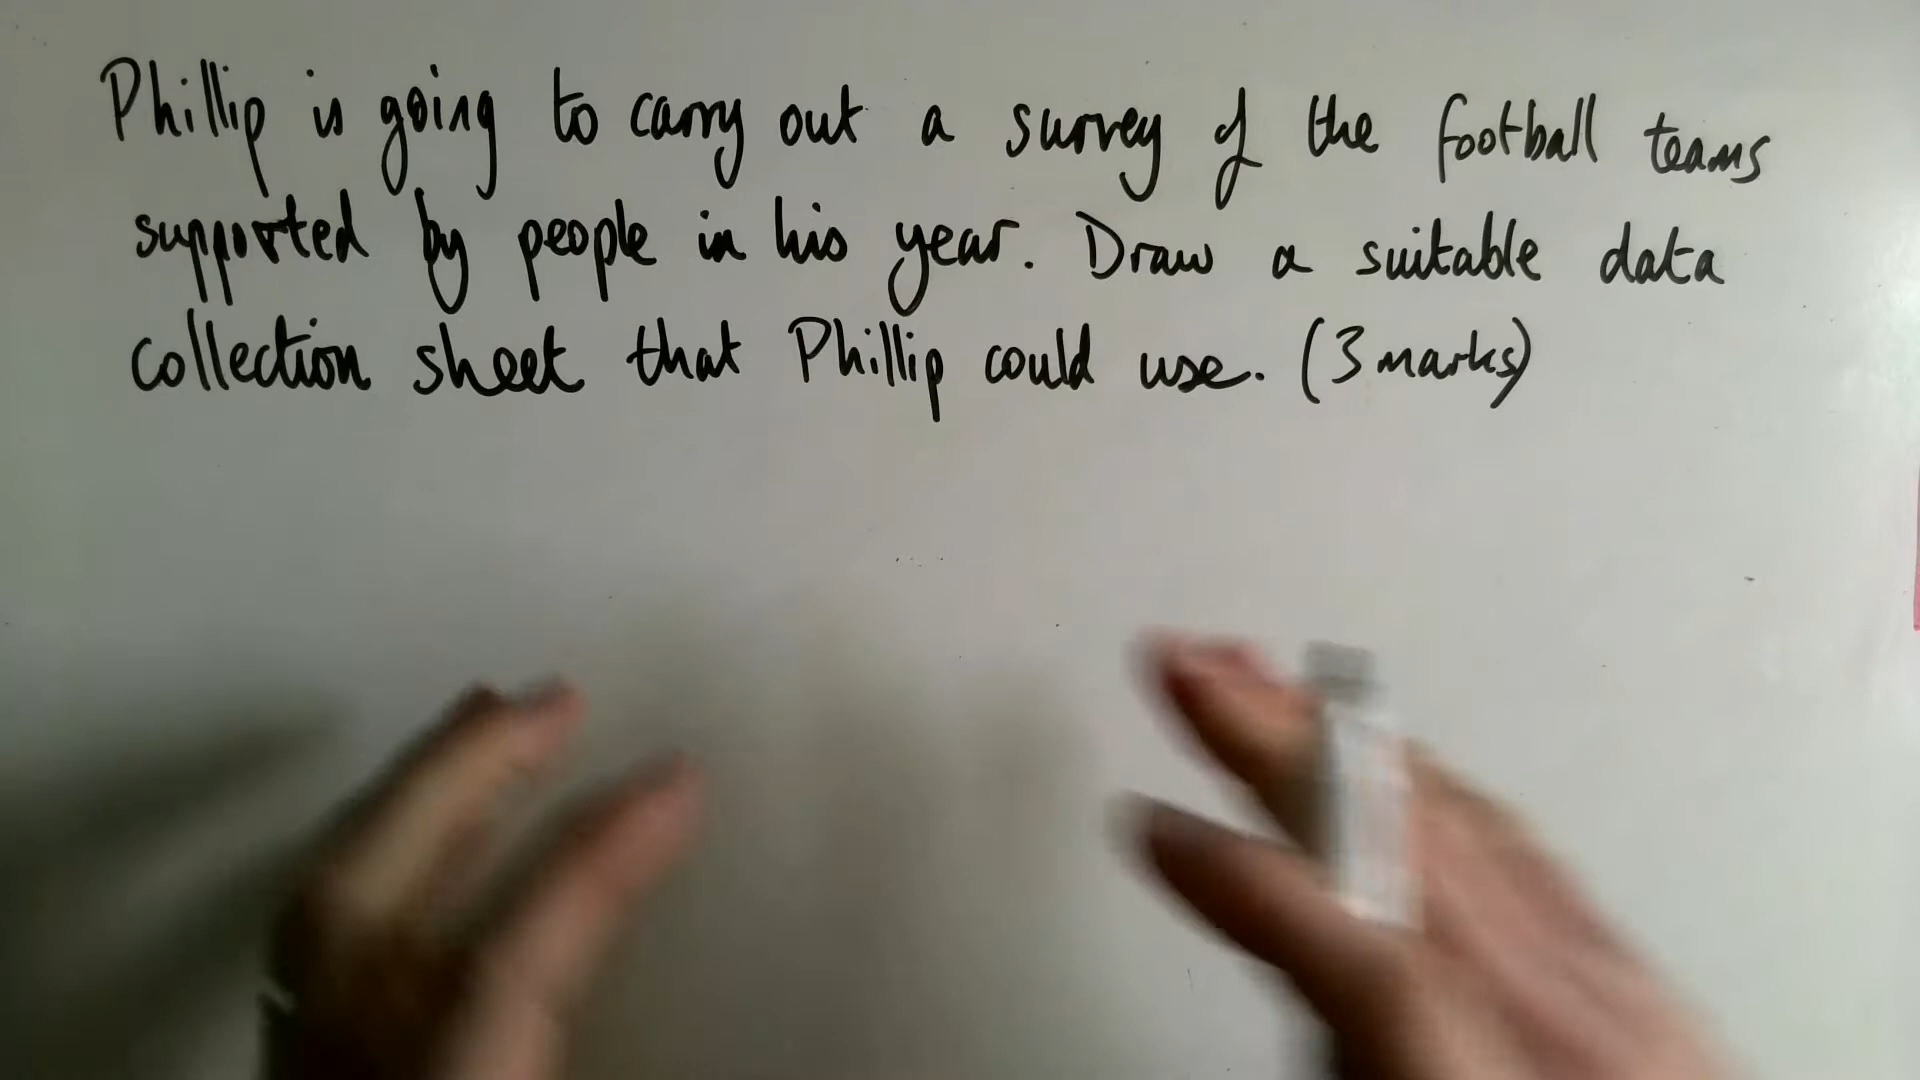 Phillip is going to carry out a survey of the football teams
supported by people in his year. Draw a suitable data
collection sheet that Phillip could use. (3 marks)